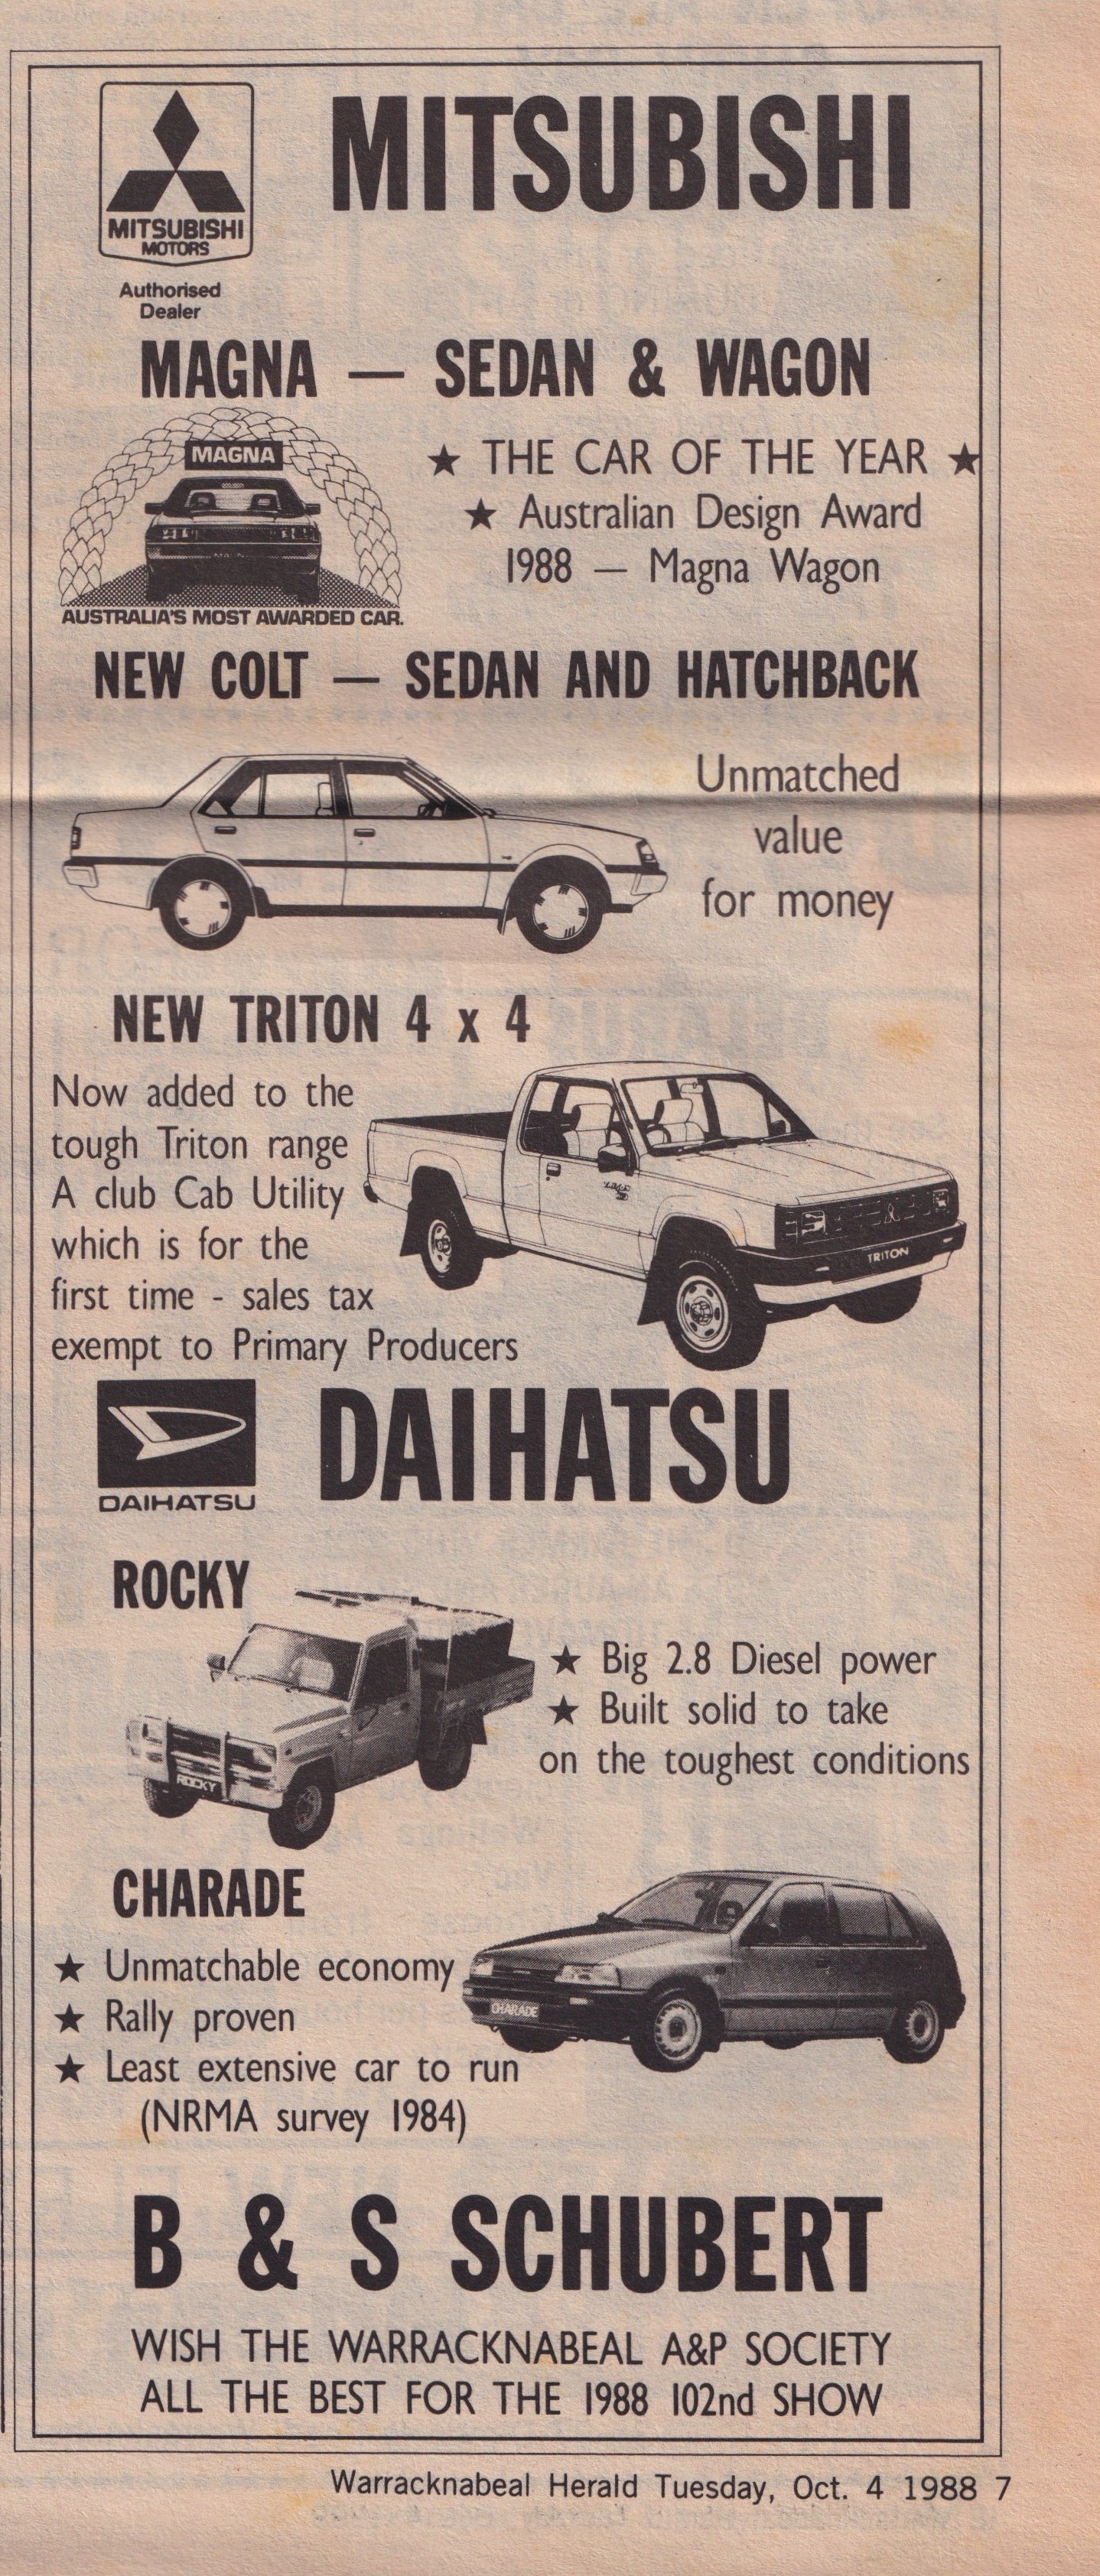 MITSUBISHI
MOTORS
Authorised
Dealer
MITSUBISHI
MAGNA — SEDAN & WAGON
MAGNA
AUSTRALIA'S MOST AWARDED CAR.
★ THE CAR OF THE YEAR ★
★ Australian Design Award
1988 — Magna Wagon
NEW COLT — SEDAN AND HATCHBACK
Unmatched
value
for money
NEW TRITON 4 x 4
Now added to the
tough Triton range
A club Cab Utility
which is for the
first time - sales tax
exempt to Primary Producers
TRITON
DAIHATSU
DAIHATSU
ROCKY
ROCKY
★ Big 2.8 Diesel power
★ Built solid to take
on the toughest conditions
CHARADE
★ Unmatchable economy
★ Rally proven
★ Least extensive car to run
(NRMA survey 1984)
CHARADE
B & S SCHUBERT
WISH THE WARRACKNABEAL A&P SOCIETY
ALL THE BEST FOR THE 1988 102nd SHOW
Warracknabeal Herald Tuesday, Oct. 4 1988 7